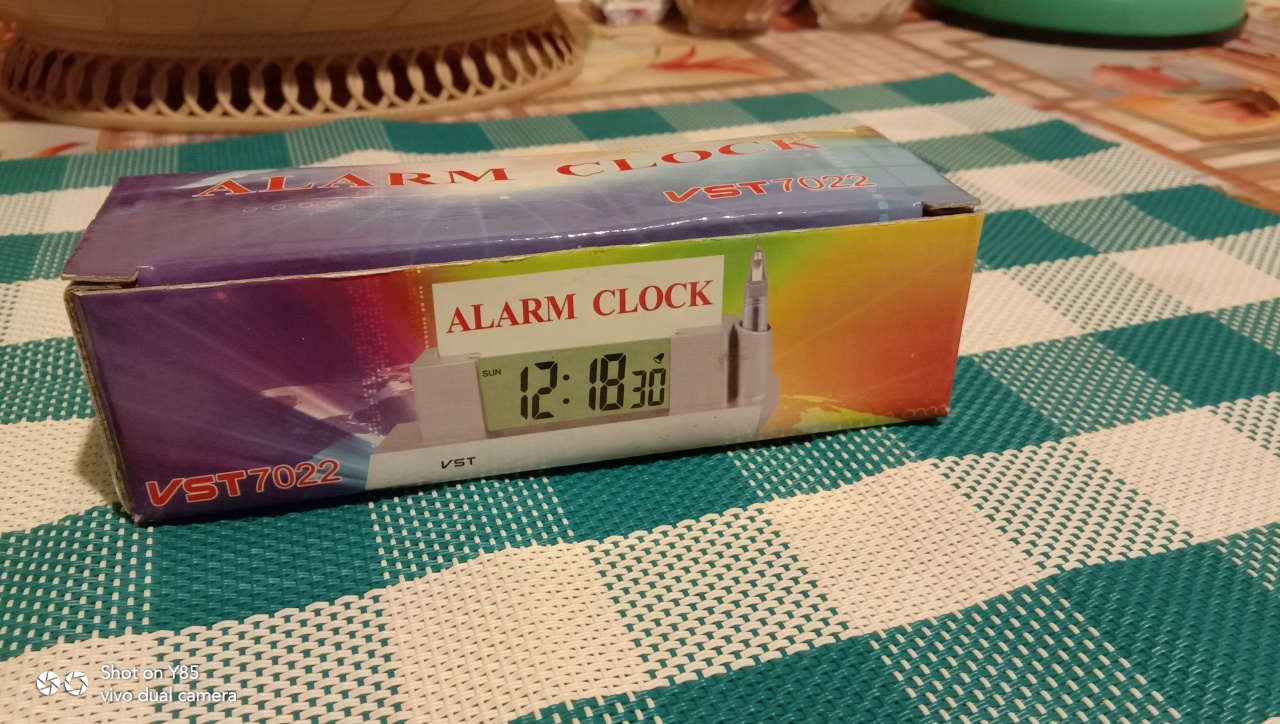 ALARM CLOCK
VST7022
ALARM CLOCK
SUN 12:18 30
VST
VST7022
Shot on Y85
vivo dual camera